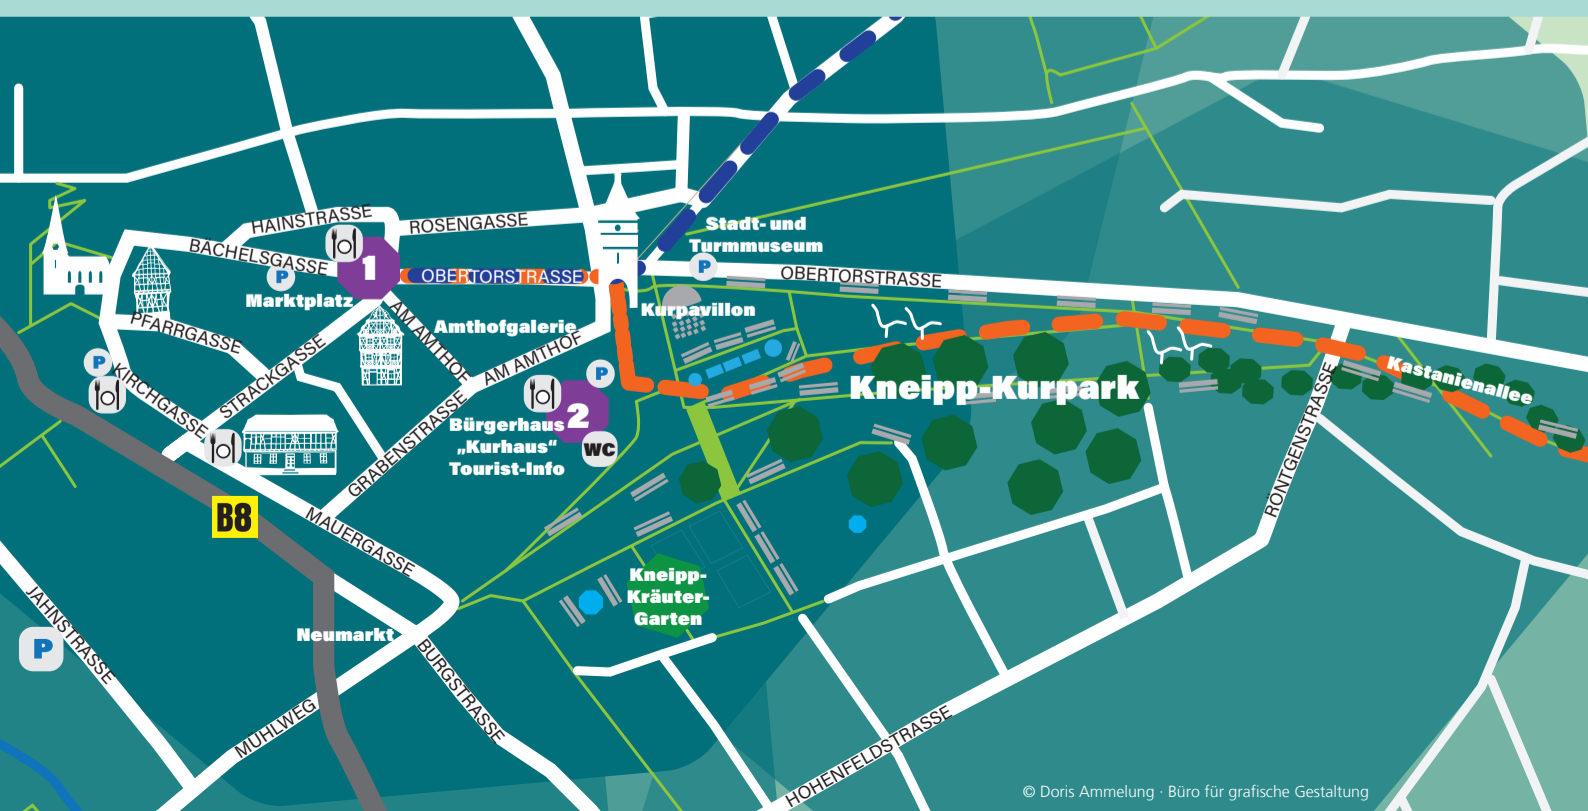 HAINSTRASSE
ROSENGASSE
BACHELSGASSE
1
P
Marktplatz
OBERTORSTRASSE
Stadt- und
Turmmuseum
P
OBERTORSTRASSE
Kurpavillon
PFARRGASSE
AM AMTHOF
Amthofgalerie
AM AMTHOF
STRACKGASSE
P
KIRCHGASSE
P
2
Bürgerhaus
„Kurhaus“
Tourist-Info
WC
GRABENSTRASSE
Kneipp-Kurpark
Kastanienallee
RÖNTGENSTRASSE
B8
MAUERGASSE
Kneipp-
Kräuter-
Garten
Neumarkt
JAHNSTRASSE
P
BURGSTRASSE
MÜHLWEG
HOHENFELDSTRASSE
© Doris Ammelung · Büro für grafische Gestaltung